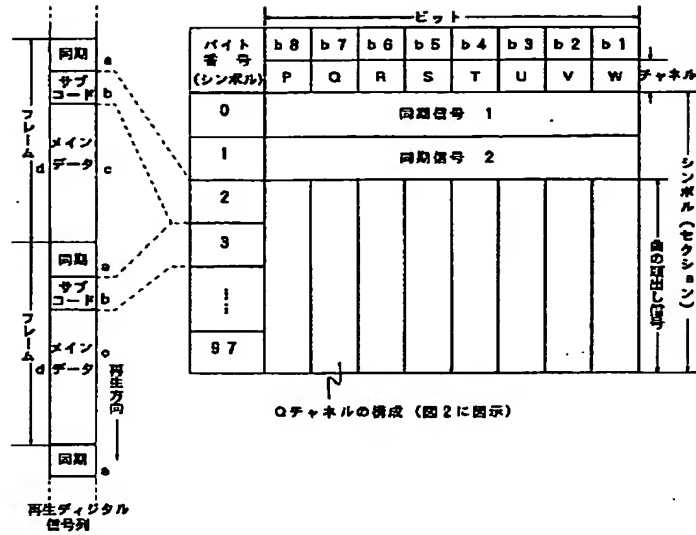 ビット
バイト
番号
(シンボル)
b8 b7 b6 b5 b4 b3 b2 b1
P Q R S T U V W
チャネル
0
同期信号 1
1
同期信号 2
2
3
97
シンボル(セクション)
曲の頭出し信号
Qチャネルの構成(図2に図示)
同期
a
サブ
コード
b
メイン
データ
c
フレーム
d
同期
a
サブ
コード
b
メイン
データ
c
フレーム
d
再生方向
同期
a
再生ディジタル
信号列